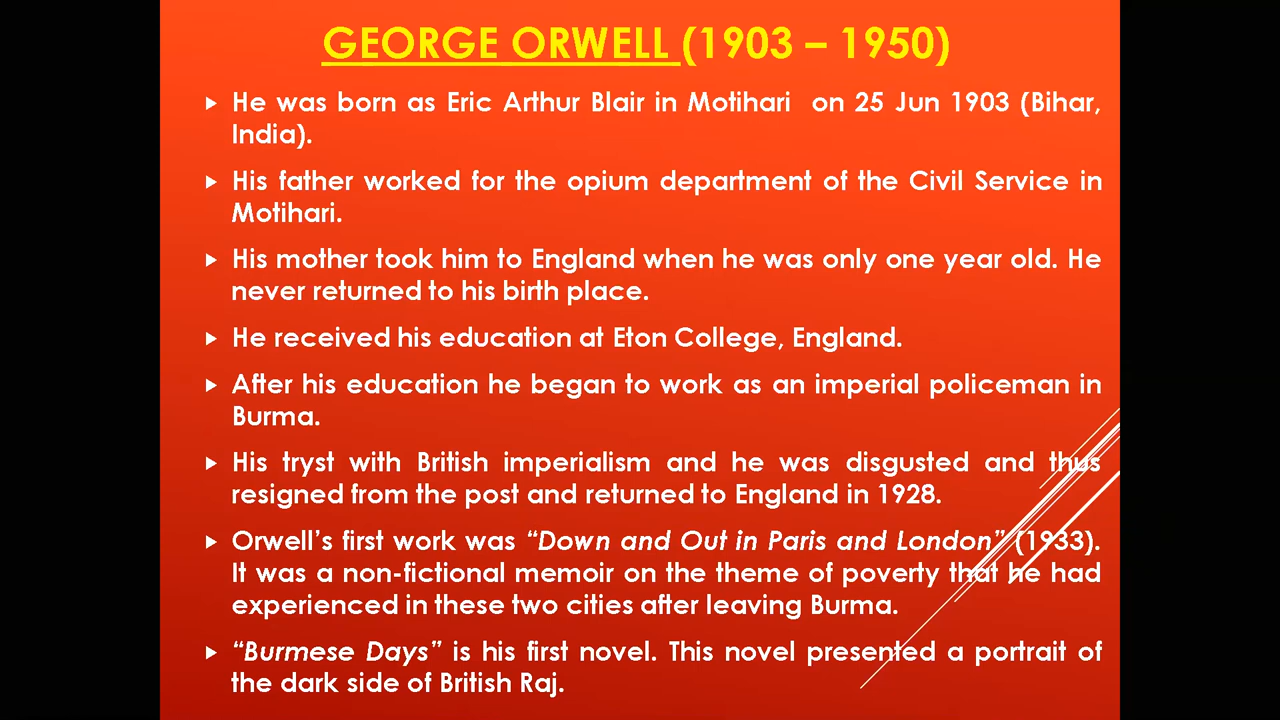 GEORGE ORWELL (1903 – 1950)
He was born as Eric Arthur Blair in Motihari on 25 Jun 1903 (Bihar,
India).
His father worked for the opium department of the Civil Service in
Motihari.
His mother took him to England when he was only one year old. He
never returned to his birth place.
He received his education at Eton College, England.
After his education he began to work as an imperial policeman in
Burma.
His tryst with British imperialism and he was disgusted and thus
resigned from the post and returned to England in 1928.
Orwell’s first work was “Down and Out in Paris and London” (1933).
It was a non-fictional memoir on the theme of poverty that he had
experienced in these two cities after leaving Burma.
“Burmese Days” is his first novel. This novel presented a portrait of
the dark side of British Raj.